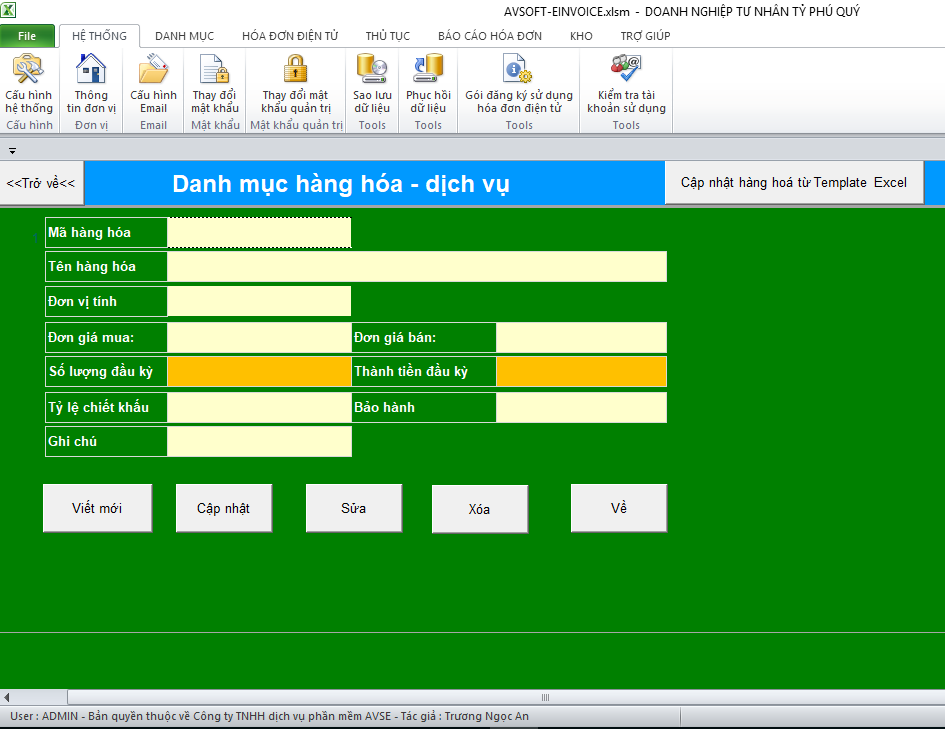 AVSOFT-EINVOICE.xlsm - DOANH NGHIỆP TƯ NHÂN TỶ PHÚ QUÝ
File HỆ THỐNG DANH MỤC HÓA ĐƠN ĐIỆN TỬ THỦ TỤC BÁO CÁO HÓA ĐƠN KHO TRỢ GIÚP
Cấu hình Thông Cấu hình Thay đổi Thay đổi mật Sao lưu Phục hồi Gói đăng ký sử dụng Kiểm tra tài
hệ thống tin đơn vị Email mật khẩu khẩu quản trị dữ liệu dữ liệu hóa đơn điện tử khoản sử dụng
Cấu hình Đơn vị Email Mật khẩu Mật khẩu quản trị Tools Tools Tools Tools
<<Trở về<< Danh mục hàng hóa - dịch vụ Cập nhật hàng hoá từ Template Excel
Mã hàng hóa
Tên hàng hóa
Đơn vị tính
Đơn giá mua: Đơn giá bán:
Số lượng đầu kỳ Thành tiền đầu kỳ
Tỷ lệ chiết khấu Bảo hành
Ghi chú
Viết mới Cập nhật Sửa Xóa Về
User : ADMIN - Bản quyền thuộc về Công ty TNHH dịch vụ phần mềm AVSE - Tác giả : Trương Ngọc An